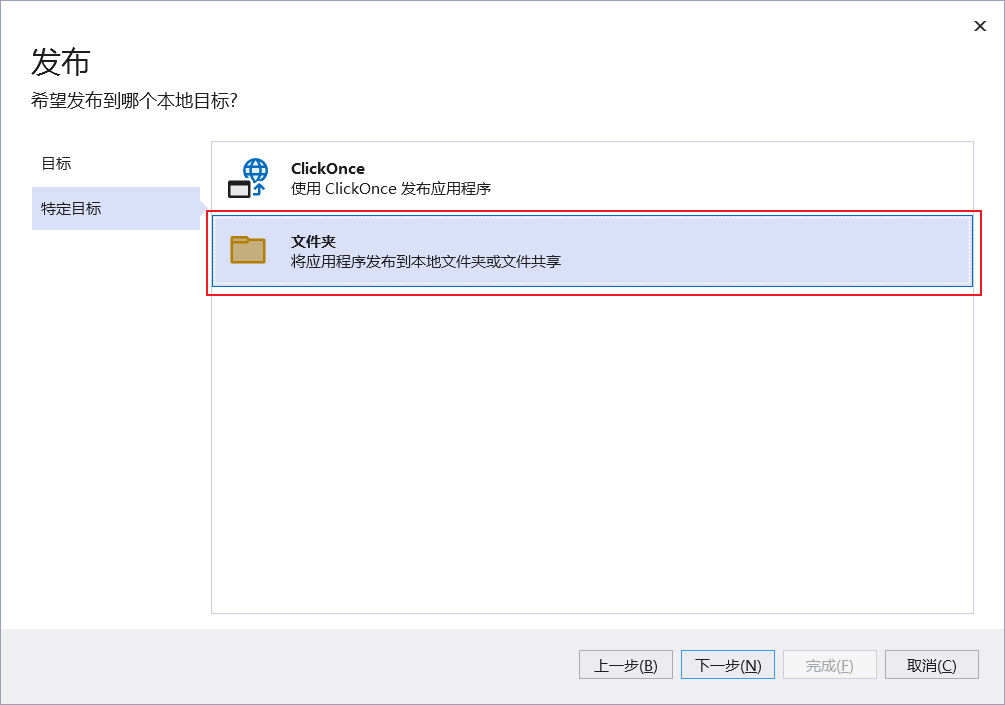 发布
希望发布到哪个本地目标?
目标
特定目标
ClickOnce
使用 ClickOnce 发布应用程序
文件夹
将应用程序发布到本地文件夹或文件共享
上一步(B)
下一步(N)
完成(F)
取消(C)